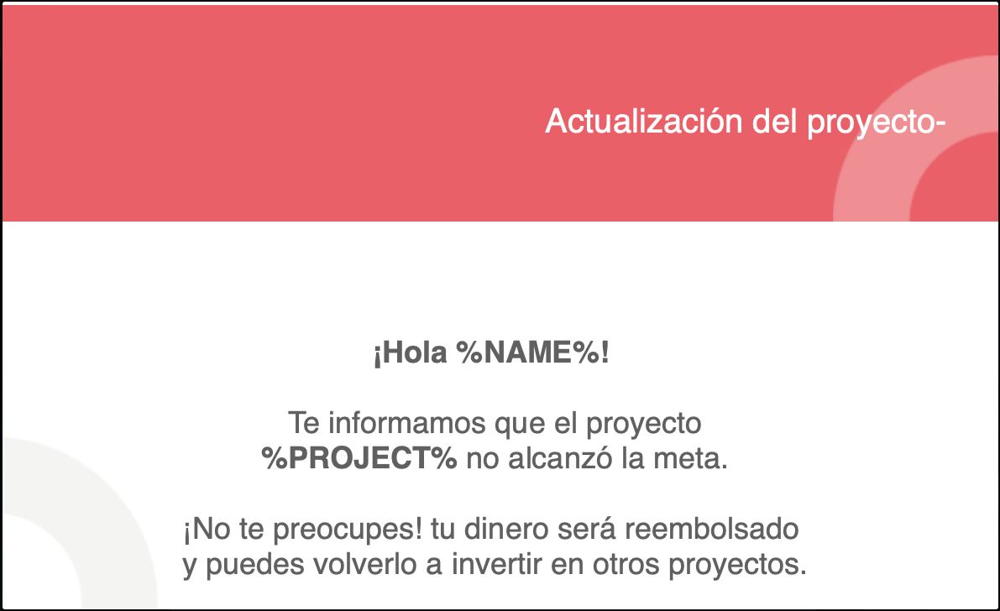 Actualización del proyecto-
¡Hola %NAME%!
Te informamos que el proyecto
%PROJECT% no alcanzó la meta.
¡No te preocupes! tu dinero será reembolsado
y puedes volverlo a invertir en otros proyectos.